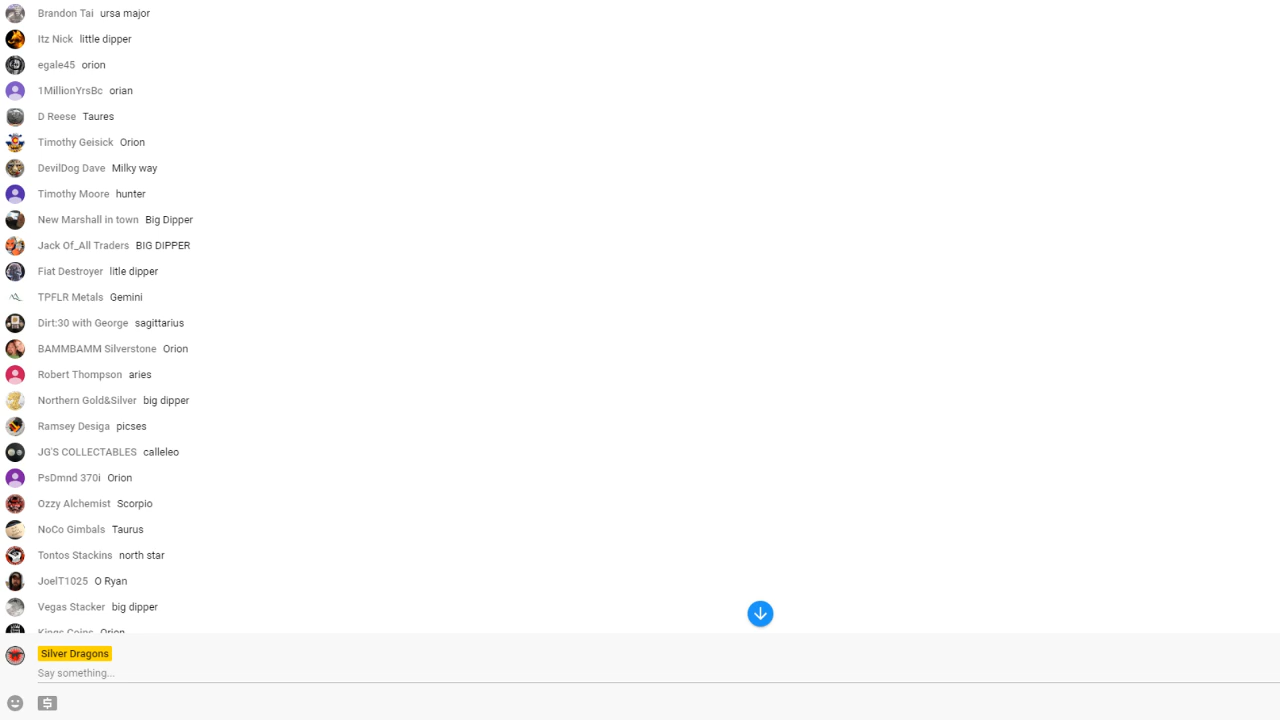 Brandon Tai ursa major
Itz Nick little dipper
egale45 orion
1MillionYrsBc orian
D Reese Taures
Timothy Geisick Orion
DevilDog Dave Milky way
Timothy Moore hunter
New Marshall in town Big Dipper
Jack Of_All Traders BIG DIPPER
Fiat Destroyer litle dipper
TPFLR Metals Gemini
Dirt:30 with George sagittarius
BAMMBAMM Silverstone Orion
Robert Thompson aries
Northern Gold&Silver big dipper
Ramsey Desiga picses
JG'S COLLECTABLES calleleo
PsDmnd 370i Orion
Ozzy Alchemist Scorpio
NoCo Gimbals Taurus
Tontos Stackins north star
JoelT1025 O Ryan
Vegas Stacker big dipper
Kings Coins Orion
Silver Dragons
Say something...